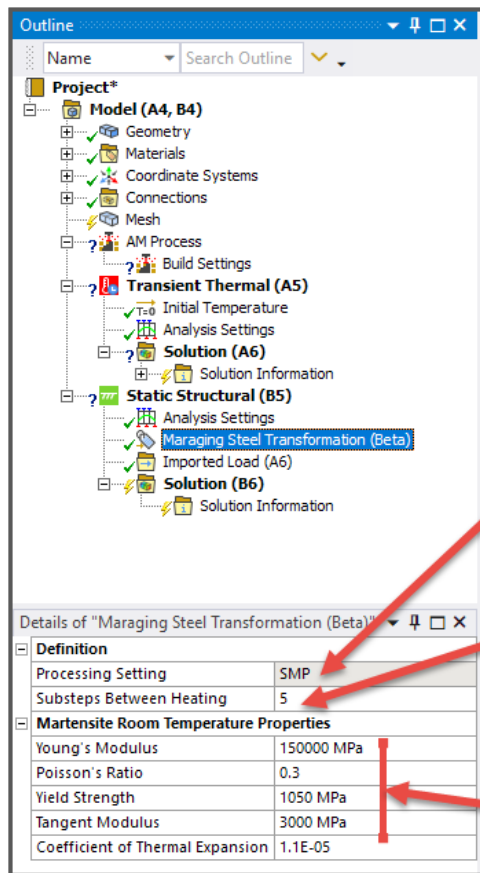 Outline
Name Search Outline
Project*
Model (A4, B4)
Geometry
Materials
Coordinate Systems
Connections
Mesh
AM Process
Build Settings
Transient Thermal (A5)
T=0 Initial Temperature
Analysis Settings
Solution (A6)
Solution Information
Static Structural (B5)
Analysis Settings
Maraging Steel Transformation (Beta)
Imported Load (A6)
Solution (B6)
Solution Information
Details of "Maraging Steel Transformation (Beta)"
Definition
Processing Setting SMP
Substeps Between Heating 5
Martensite Room Temperature Properties
Young's Modulus 150000 MPa
Poisson's Ratio 0.3
Yield Strength 1050 MPa
Tangent Modulus 3000 MPa
Coefficient of Thermal Expansion 1.1E-05